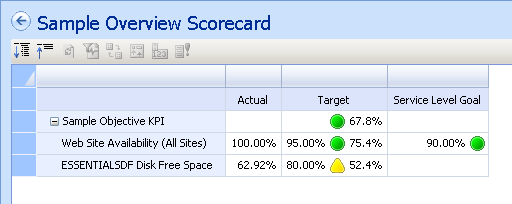 Sample Overview Scorecard
Actual Target Service Level Goal
Sample Objective KPI 67.8%
Web Site Availability (All Sites) 100.00% 95.00% 75.4% 90.00%
ESSENTIALSDF Disk Free Space 62.92% 80.00% 52.4%